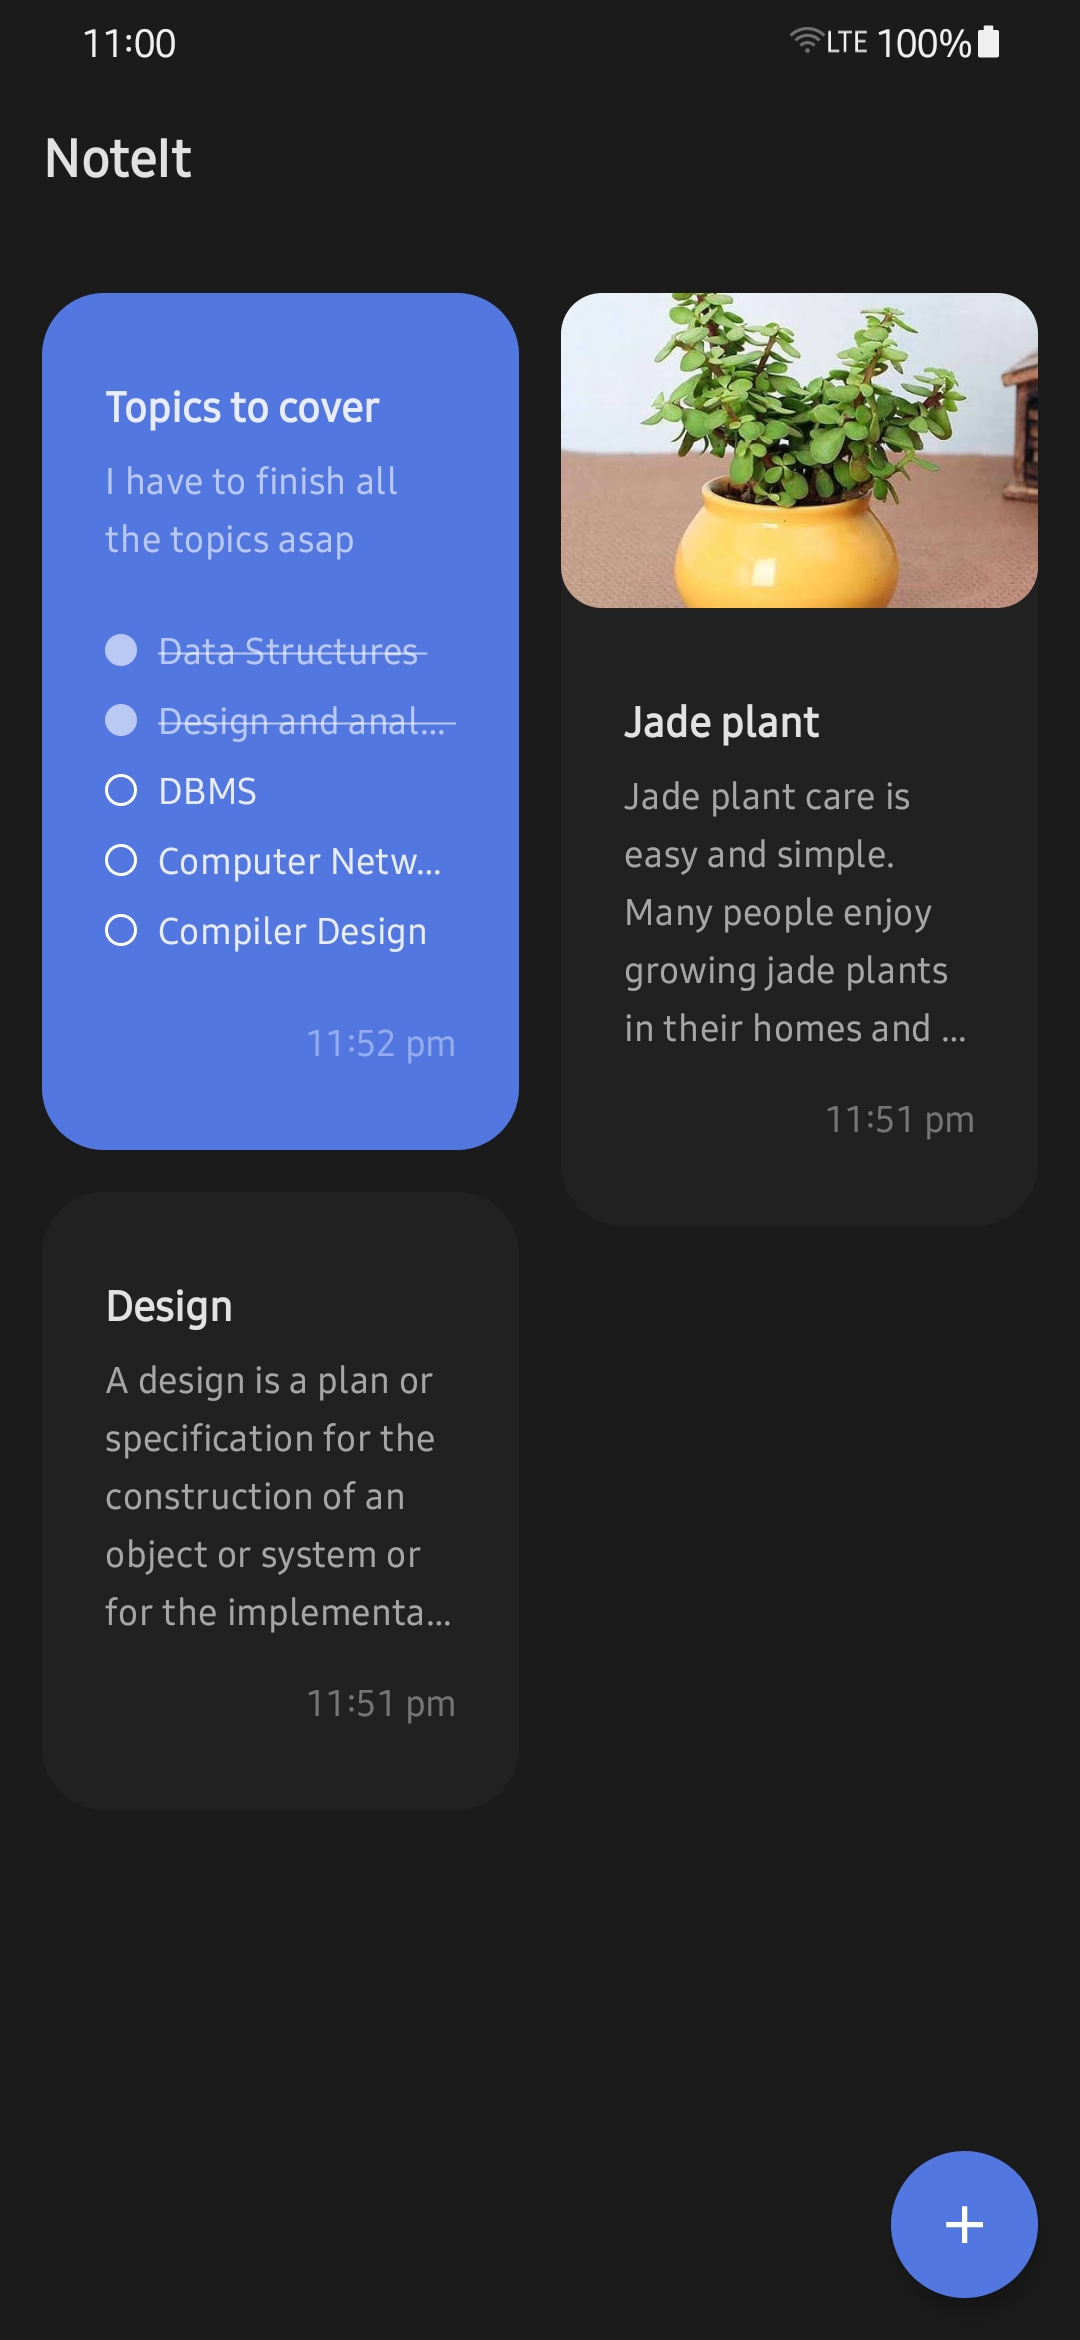 11:00
LTE 100%
NoteIt
Topics to cover
I have to finish all
the topics asap
Data Structures
Design and anal...
DBMS
Computer Netw...
Compiler Design
11:52 pm
Jade plant
Jade plant care is
easy and simple.
Many people enjoy
growing jade plants
in their homes and ...
11:51 pm
Design
A design is a plan or
specification for the
construction of an
object or system or
for the implementa...
11:51 pm